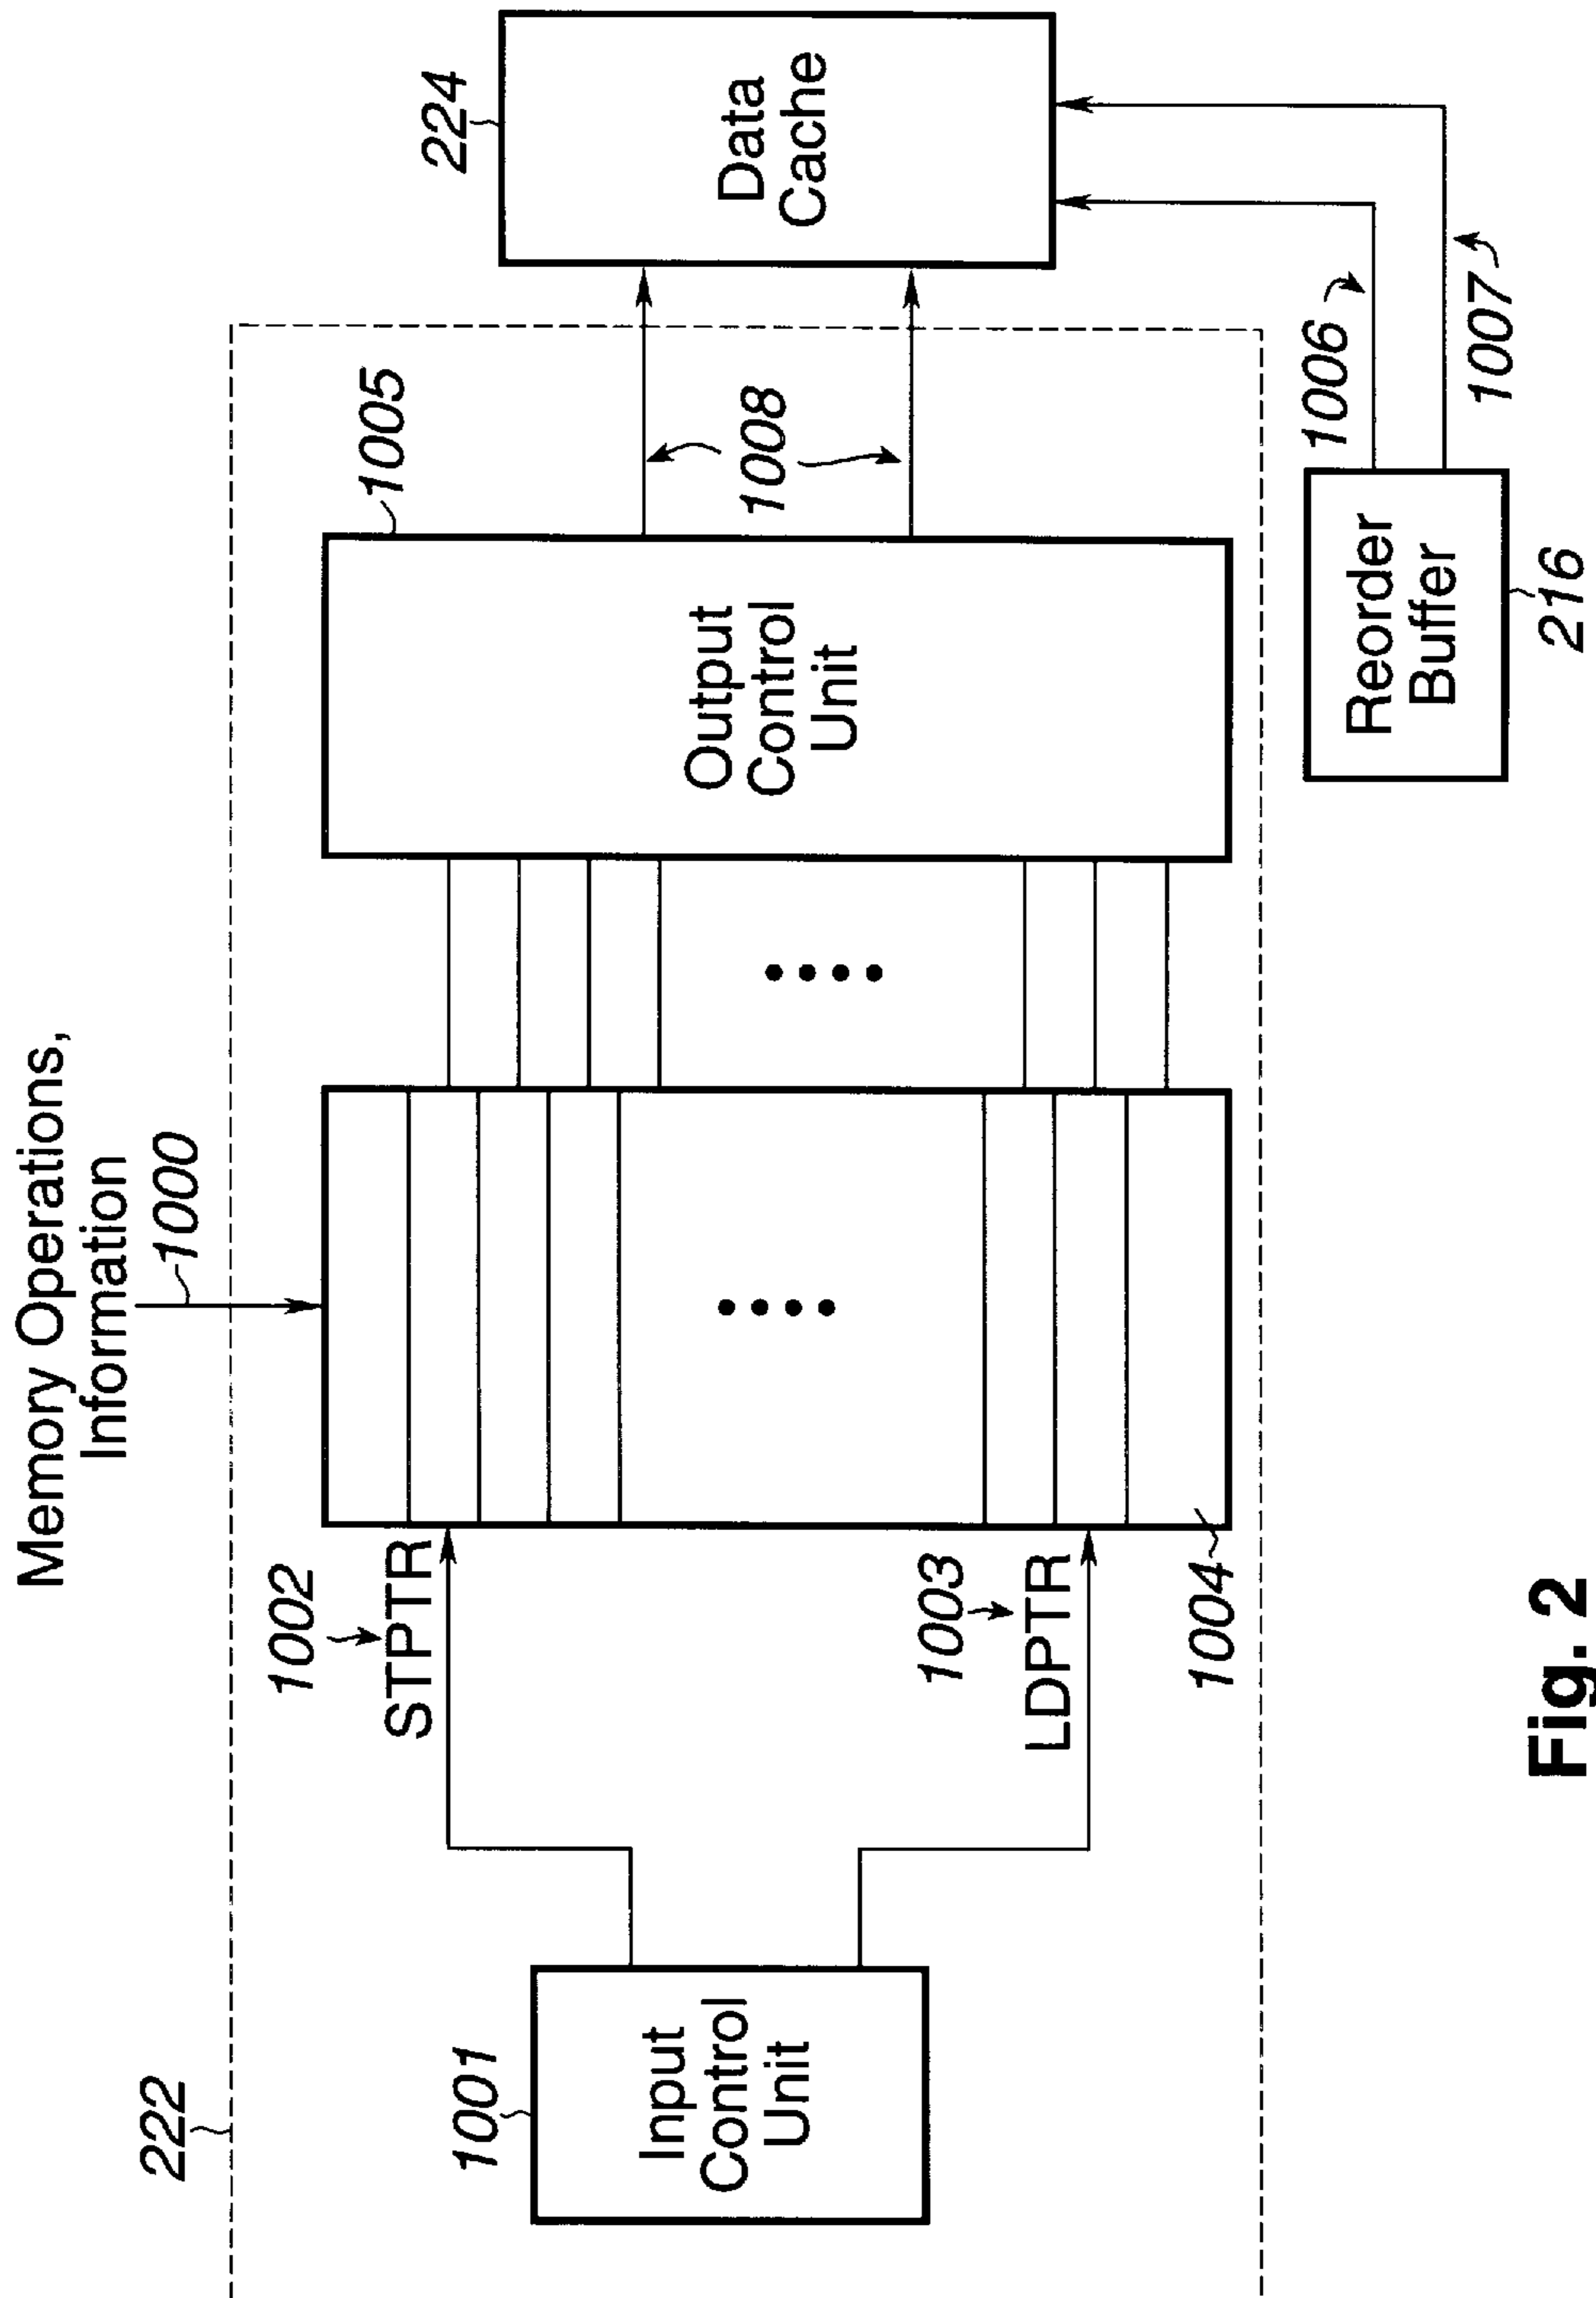 Memory Operations,
Information
1000
222
1001
Input
Control
Unit
1002
STPTR
1003
LDPTR
1004
1005
Output
Control
Unit
1008
224
Data
Cache
1006
1007
Reorder
Buffer
216
Fig. 2